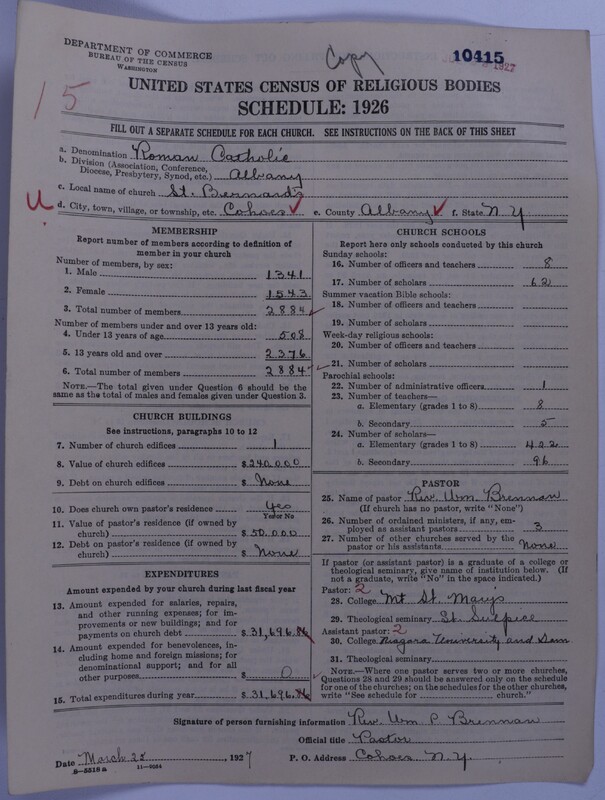 DEPARTMENT OF COMMERCE
BUREAU OF THE CENSUS
WASHINGTON
Copy
10415
1927
15
UNITED STATES CENSUS OF RELIGIOUS BODIES
SCHEDULE: 1926
FILL OUT A SEPARATE SCHEDULE FOR EACH CHURCH. SEE INSTRUCTIONS ON THE BACK OF THIS SHEET
a. Denomination Roman Catholic
b. Division (Association, Conference, Diocese, Presbytery, Synod, etc.) Albany
c. Local name of church St. Bernard's
U.
d. City, town, village, or township, etc. Cohoes ✓ e. County Albany ✓ f. State N.Y
MEMBERSHIP
Report number of members according to definition of
member in your church
Number of members, by sex:
1. Male 1341
2. Female 1543
3. Total number of members 2884 ✓
Number of members under and over 13 years old:
4. Under 13 years of age 508
5. 13 years old and over 2376
6. Total number of members 2884 ✓
NOTE.—The total given under Question 6 should be
same as the total of males and females given under Question 3.
CHURCH BUILDINGS
See instructions, paragraphs 10 to 12
7. Number of church edifices 1
8. Value of church edifices $240,000
9. Debt on church edifices $ None
10. Does church own pastor's residence? Yes
Yes or No
11. Value of pastor's residence (if owned by
church) $50,000
12. Debt on pastor's residence (if owned by
church) $ None
EXPENDITURES
Amount expended by your church during last fiscal year
13. Amount expended for salaries, repairs,
and other running expenses; for im-
provements or new buildings; and for
payments on church debt $31,696.86
14. Amount expended for benevolences, in-
cluding home and foreign missions; for
denominational support; and for all
other purposes $ 0
15. Total expenditures during year $31,696.86
CHURCH SCHOOLS
Report here only schools conducted by this church
Sunday schools:
16. Number of officers and teachers 8
17. Number of scholars 62
Summer vacation Bible schools:
18. Number of officers and teachers
19. Number of scholars
Week-day religious schools:
20. Number of officers and teachers
21. Number of scholars
Parochial schools:
22. Number of administrative officers 1
23. Number of teachers—
a. Elementary (grades 1 to 8) 8
b. Secondary 5
24. Number of scholars—
a. Elementary (grades 1 to 8) 422
b. Secondary 96
PASTOR
25. Name of pastor Rev. Wm. Brennan
(If church has no pastor, write "None")
26. Number of ordained ministers, if any, em-
ployed as assistant pastors 3
27. Number of other churches served by the
pastor or his assistants None
If pastor (or assistant pastor) is a graduate of a college or
theological seminary, give name of institution below. (If
not a graduate, write "No" in the space indicated.)
Pastor: 2
28. College Mt St. Marys
29. Theological seminary St Sulpice
Assistant pastor: 2
30. College Niagara University and Sem
31. Theological seminary
NOTE.—Where one pastor serves two or more churches,
Questions 28 and 29 should be answered only on the schedule
for one of the churches; on the schedules for the other churches,
write "See schedule for church."
Signature of person furnishing information Rev. Wm P. Brennan
Official title Pastor
Date March 22, 1927 P. O. Address Cohoes N.Y.
8-5518 a 11-9084